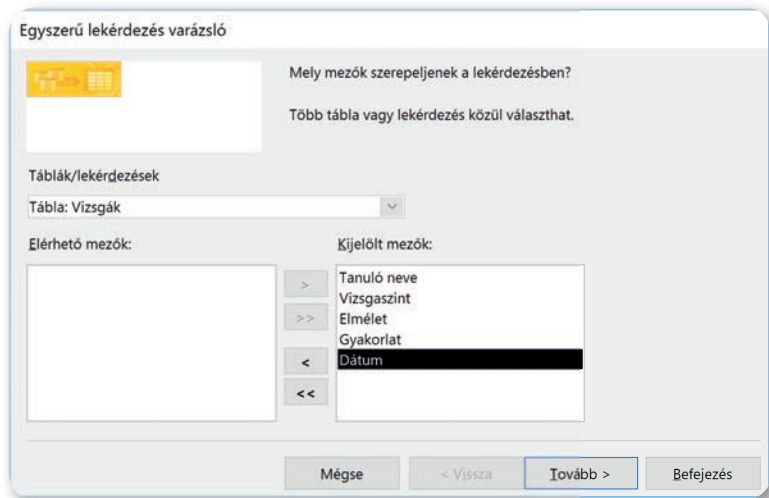 Egyszerű lekérdezés varázsló
Mely mezők szerepeljenek a lekérdezésben?
Több tábla vagy lekérdezés közül választhat.
Táblák/lekérdezések
Tábla: Vizsgák
Elérhető mezők:
Kijelölt mezők:
>
>>
<
<<
Tanuló neve
Vizsgaszint
Elmélet
Gyakorlat
Dátum
Mégse
< Vissza
Tovább >
Befejezés